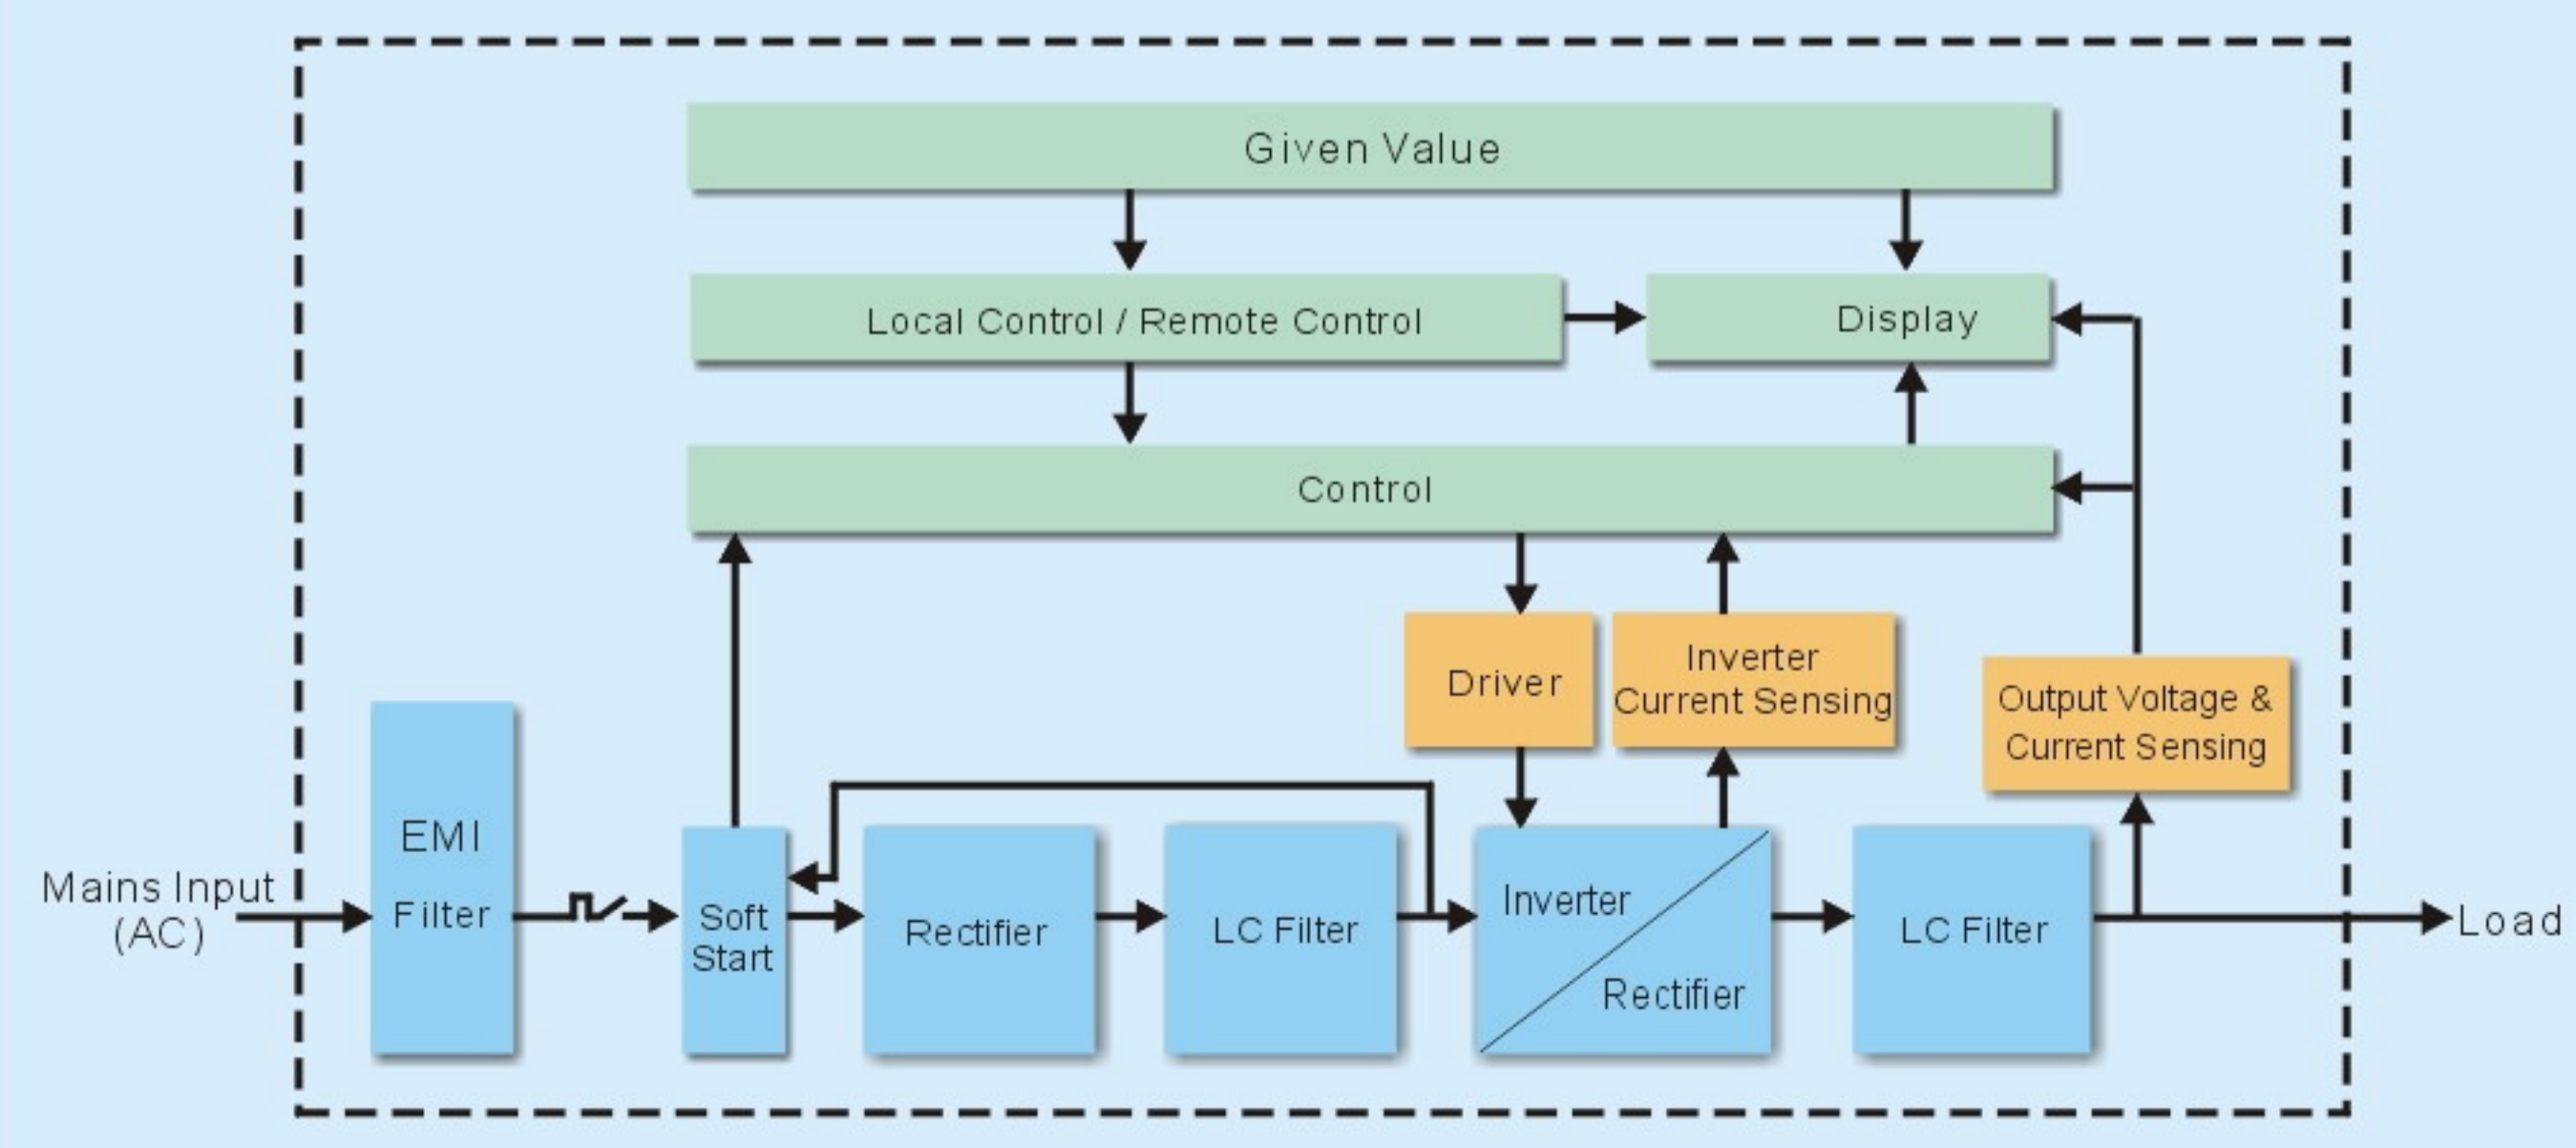 Given Value
Local Control / Remote Control
Display
Control
Driver
Inverter
Current Sensing
Output Voltage &
Current Sensing
Mains Input
(AC)
EMI
Filter
Soft
Start
Rectifier
LC Filter
Inverter
Rectifier
LC Filter
Load